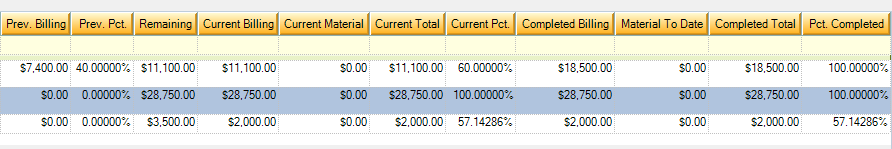 Prev. Billing Prev. Pct. Remaining Current Billing Current Material Current Total Current Pct. Completed Billing Material To Date Completed Total Pct. Completed
$7,400.00 40.00000% $11,100.00 $11,100.00 $0.00 $11,100.00 60.00000% $18,500.00 $0.00 $18,500.00 100.00000%
$0.00 0.00000% $28,750.00 $28,750.00 $0.00 $28,750.00 100.00000% $28,750.00 $0.00 $28,750.00 100.00000%
$0.00 0.00000% $3,500.00 $2,000.00 $0.00 $2,000.00 57.14286% $2,000.00 $0.00 $2,000.00 57.14286%